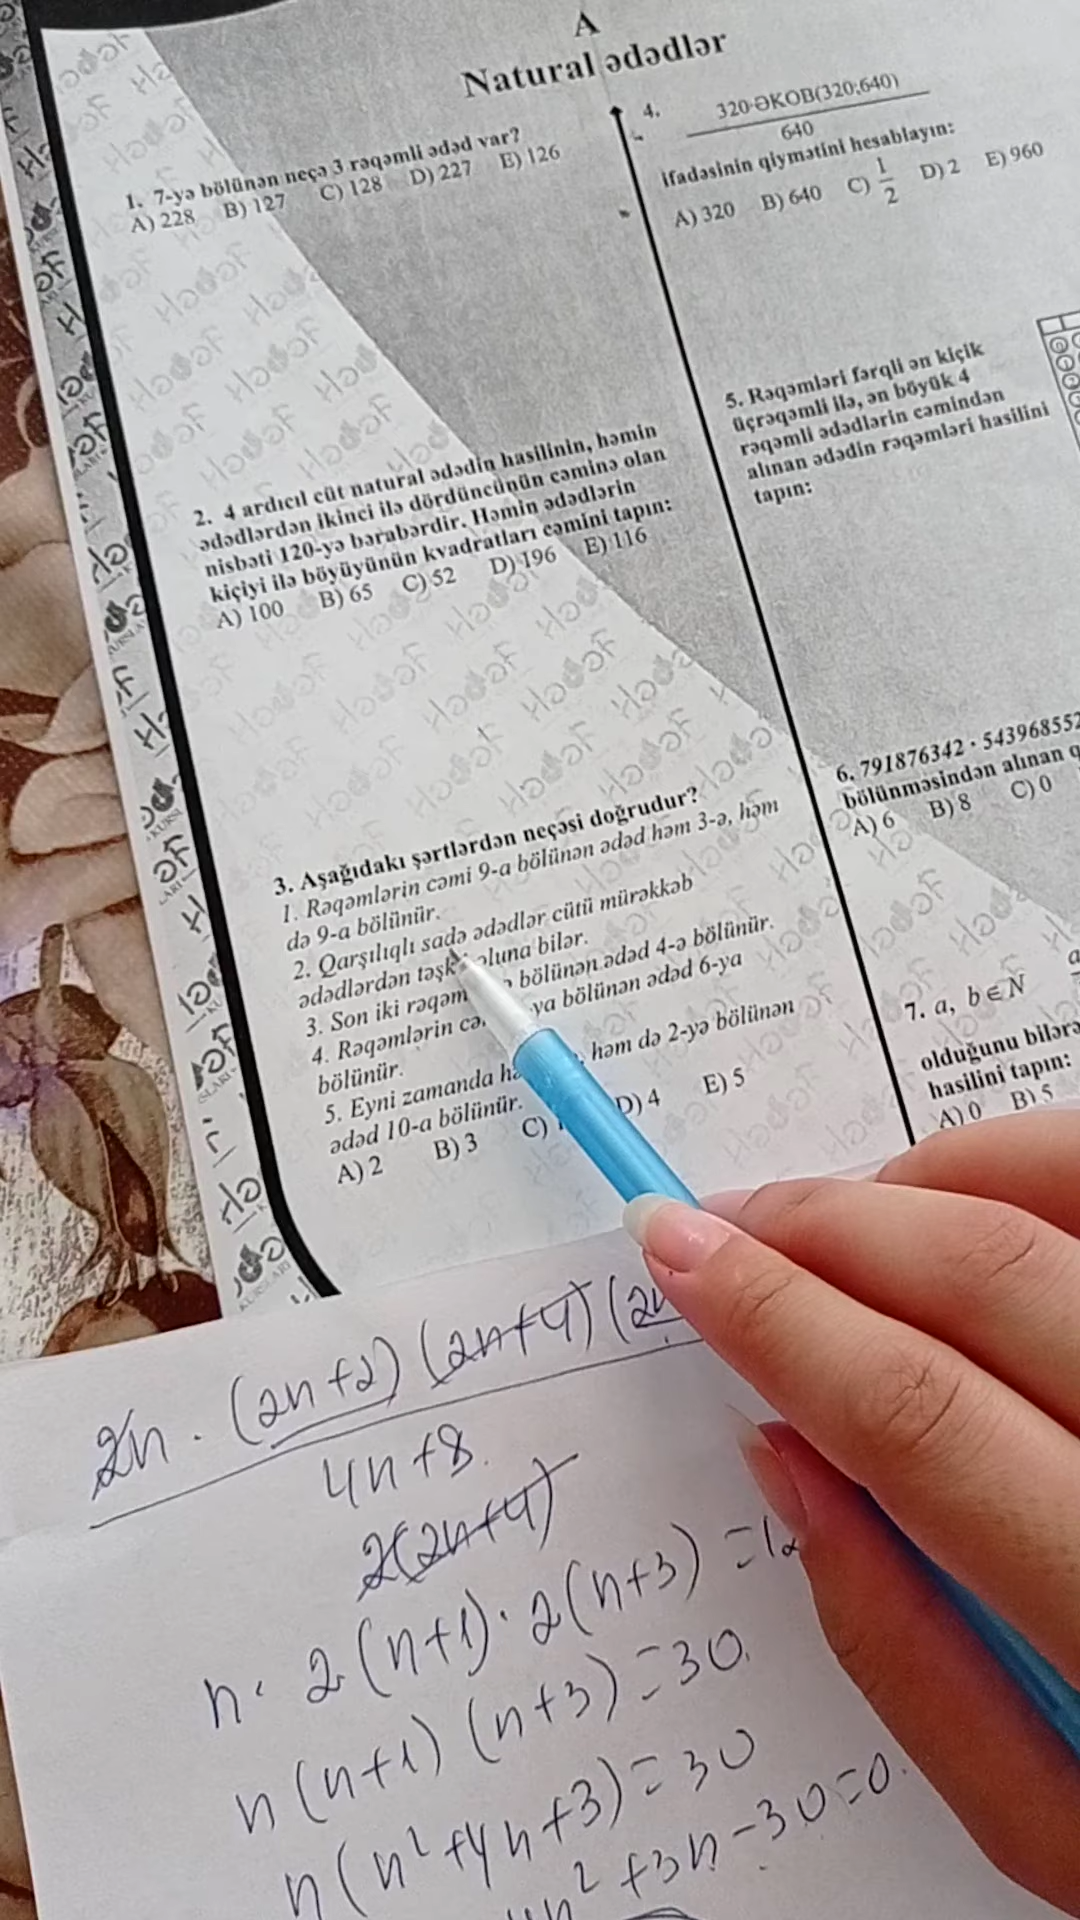 A
Natural ədədlər
1. 7-yə bölünən neçə 3 rəqəmli ədəd var?
A) 228 B) 127 C) 128 D) 227 E) 126
2. 4 ardıcıl cüt natural ədədin hasilinin, həmin
ədədlərdən ikinci ilə dördüncünün cəminə olan
nisbəti 120-yə bərabərdir. Həmin ədədlərin
kiçiyi ilə böyüyünün kvadratları cəmini tapın:
A) 100 B) 65 C) 52 D) 196 E) 116
3. Aşağıdakı şərtlərdən neçəsi doğrudur?
1. Rəqəmlərin cəmi 9-a bölünən ədəd həm 3-ə, həm
də 9-a bölünür.
2. Qarşılıqlı sadə ədədlər cütü mürəkkəb
ədədlərdən təşk oluna bilər.
3. Son iki rəqəm bölünən ədəd 4-ə bölünür.
4. Rəqəmlərin cə ya bölünən ədəd 6-ya
bölünür.
5. Eyni zamanda hə , həm də 2-yə bölünən
ədəd 10-a bölünür.
A) 2 B) 3 C) D) 4 E) 5
4. 320·ƏKOB(320;640)
640
ifadəsinin qiymətini hesablayın:
A) 320 B) 640 C) 1/2 D) 2 E) 960
5. Rəqəmləri fərqli ən kiçik
üçrəqəmli ilə, ən böyük 4
rəqəmli ədədlərin cəmindən
alınan ədədin rəqəmləri hasilini
tapın:
6. 791876342 · 543968552
bölünməsindən alınan q
A) 6 B) 8 C) 0
7. a, b ∈ N a
olduğunu bilərə
hasilini tapın:
A) 0 B) 5
2n · (2n+2) (2n+4) (2n
4n+8
2(2n+4)
n · 2(n+1) · 2(n+3) = 12
n(n+1) (n+3) = 30
n(n²+4n+3) = 30
4n²+3n-30=0
Hədəf
KURSLARI